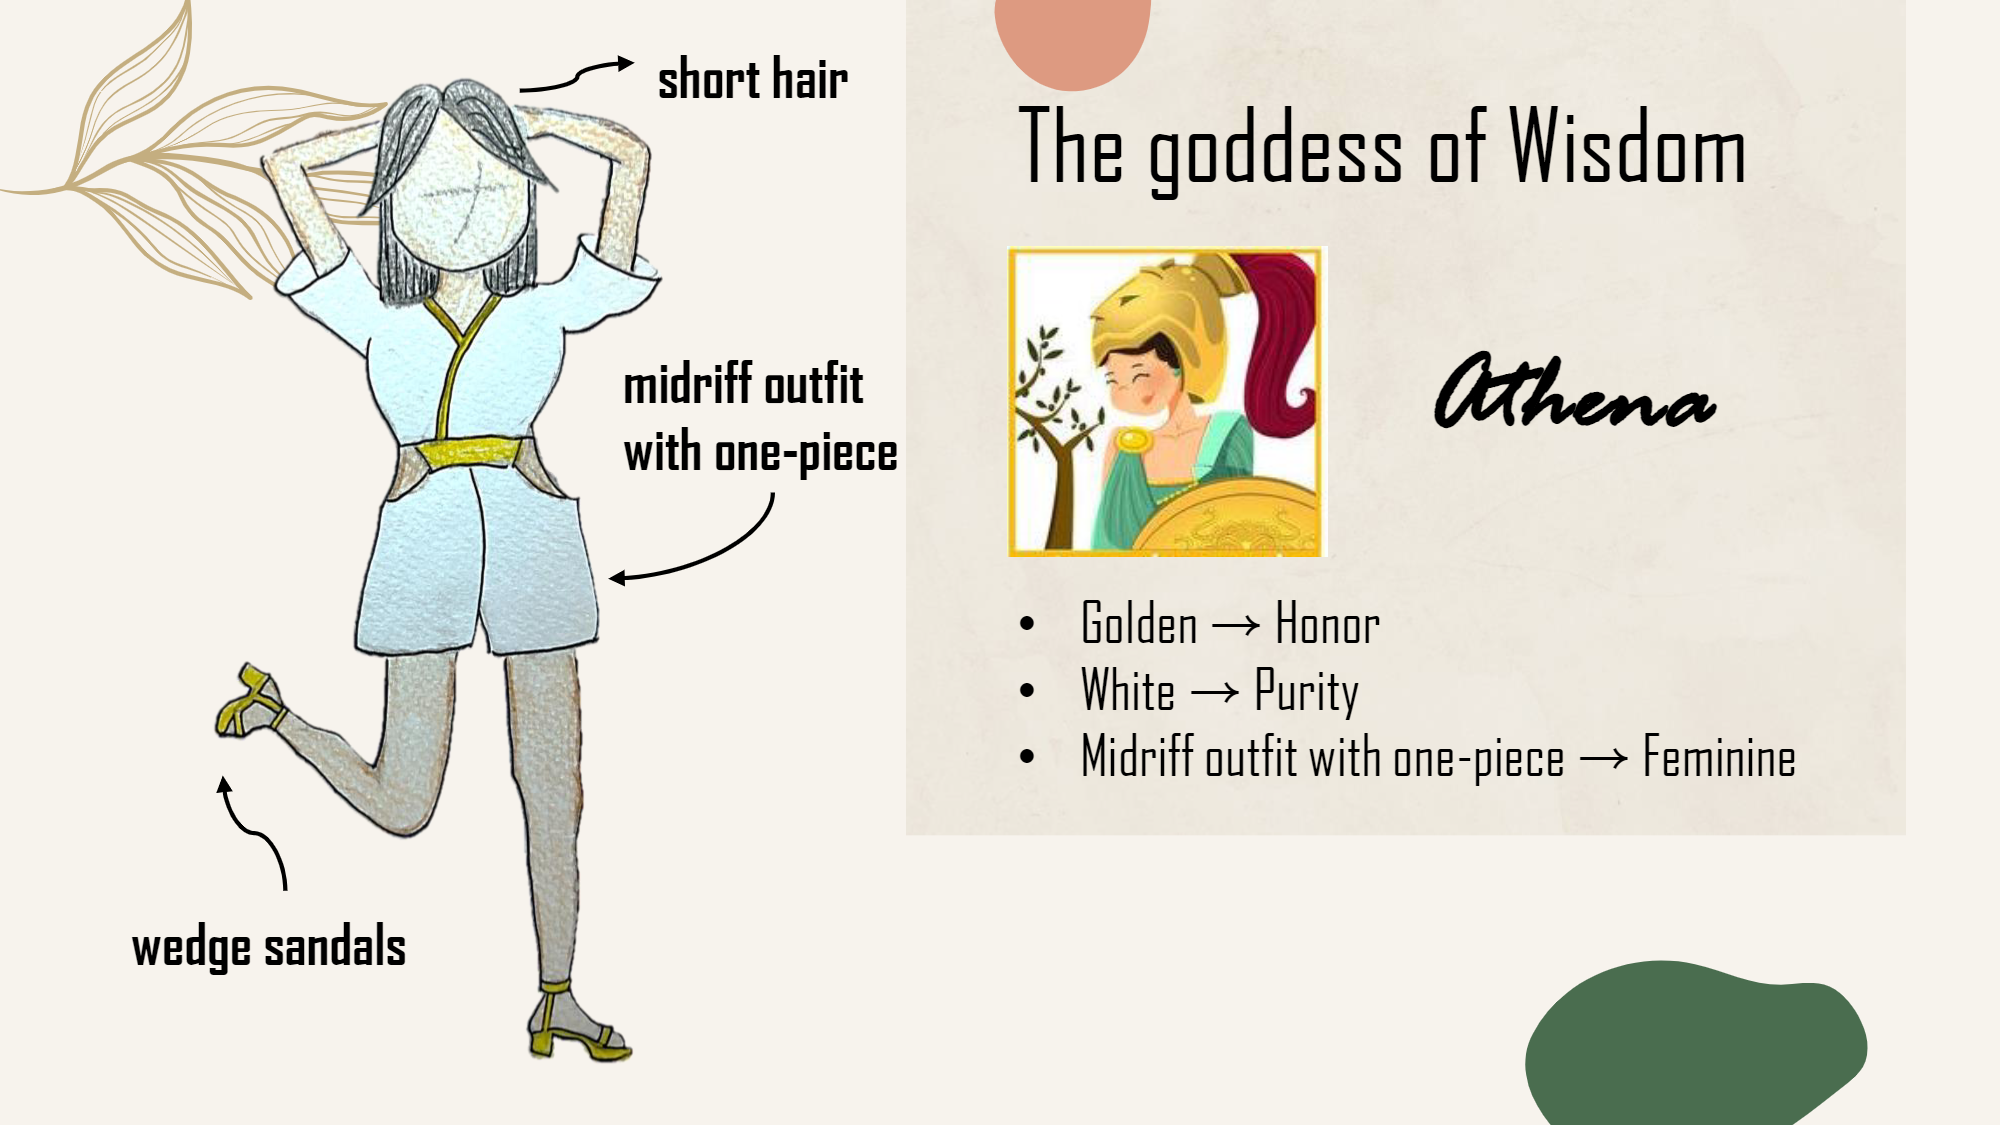 short hair
midriff outfit
with one-piece
wedge sandals
The goddess of Wisdom
Athena
• Golden → Honor
• White → Purity
• Midriff outfit with one-piece → Feminine